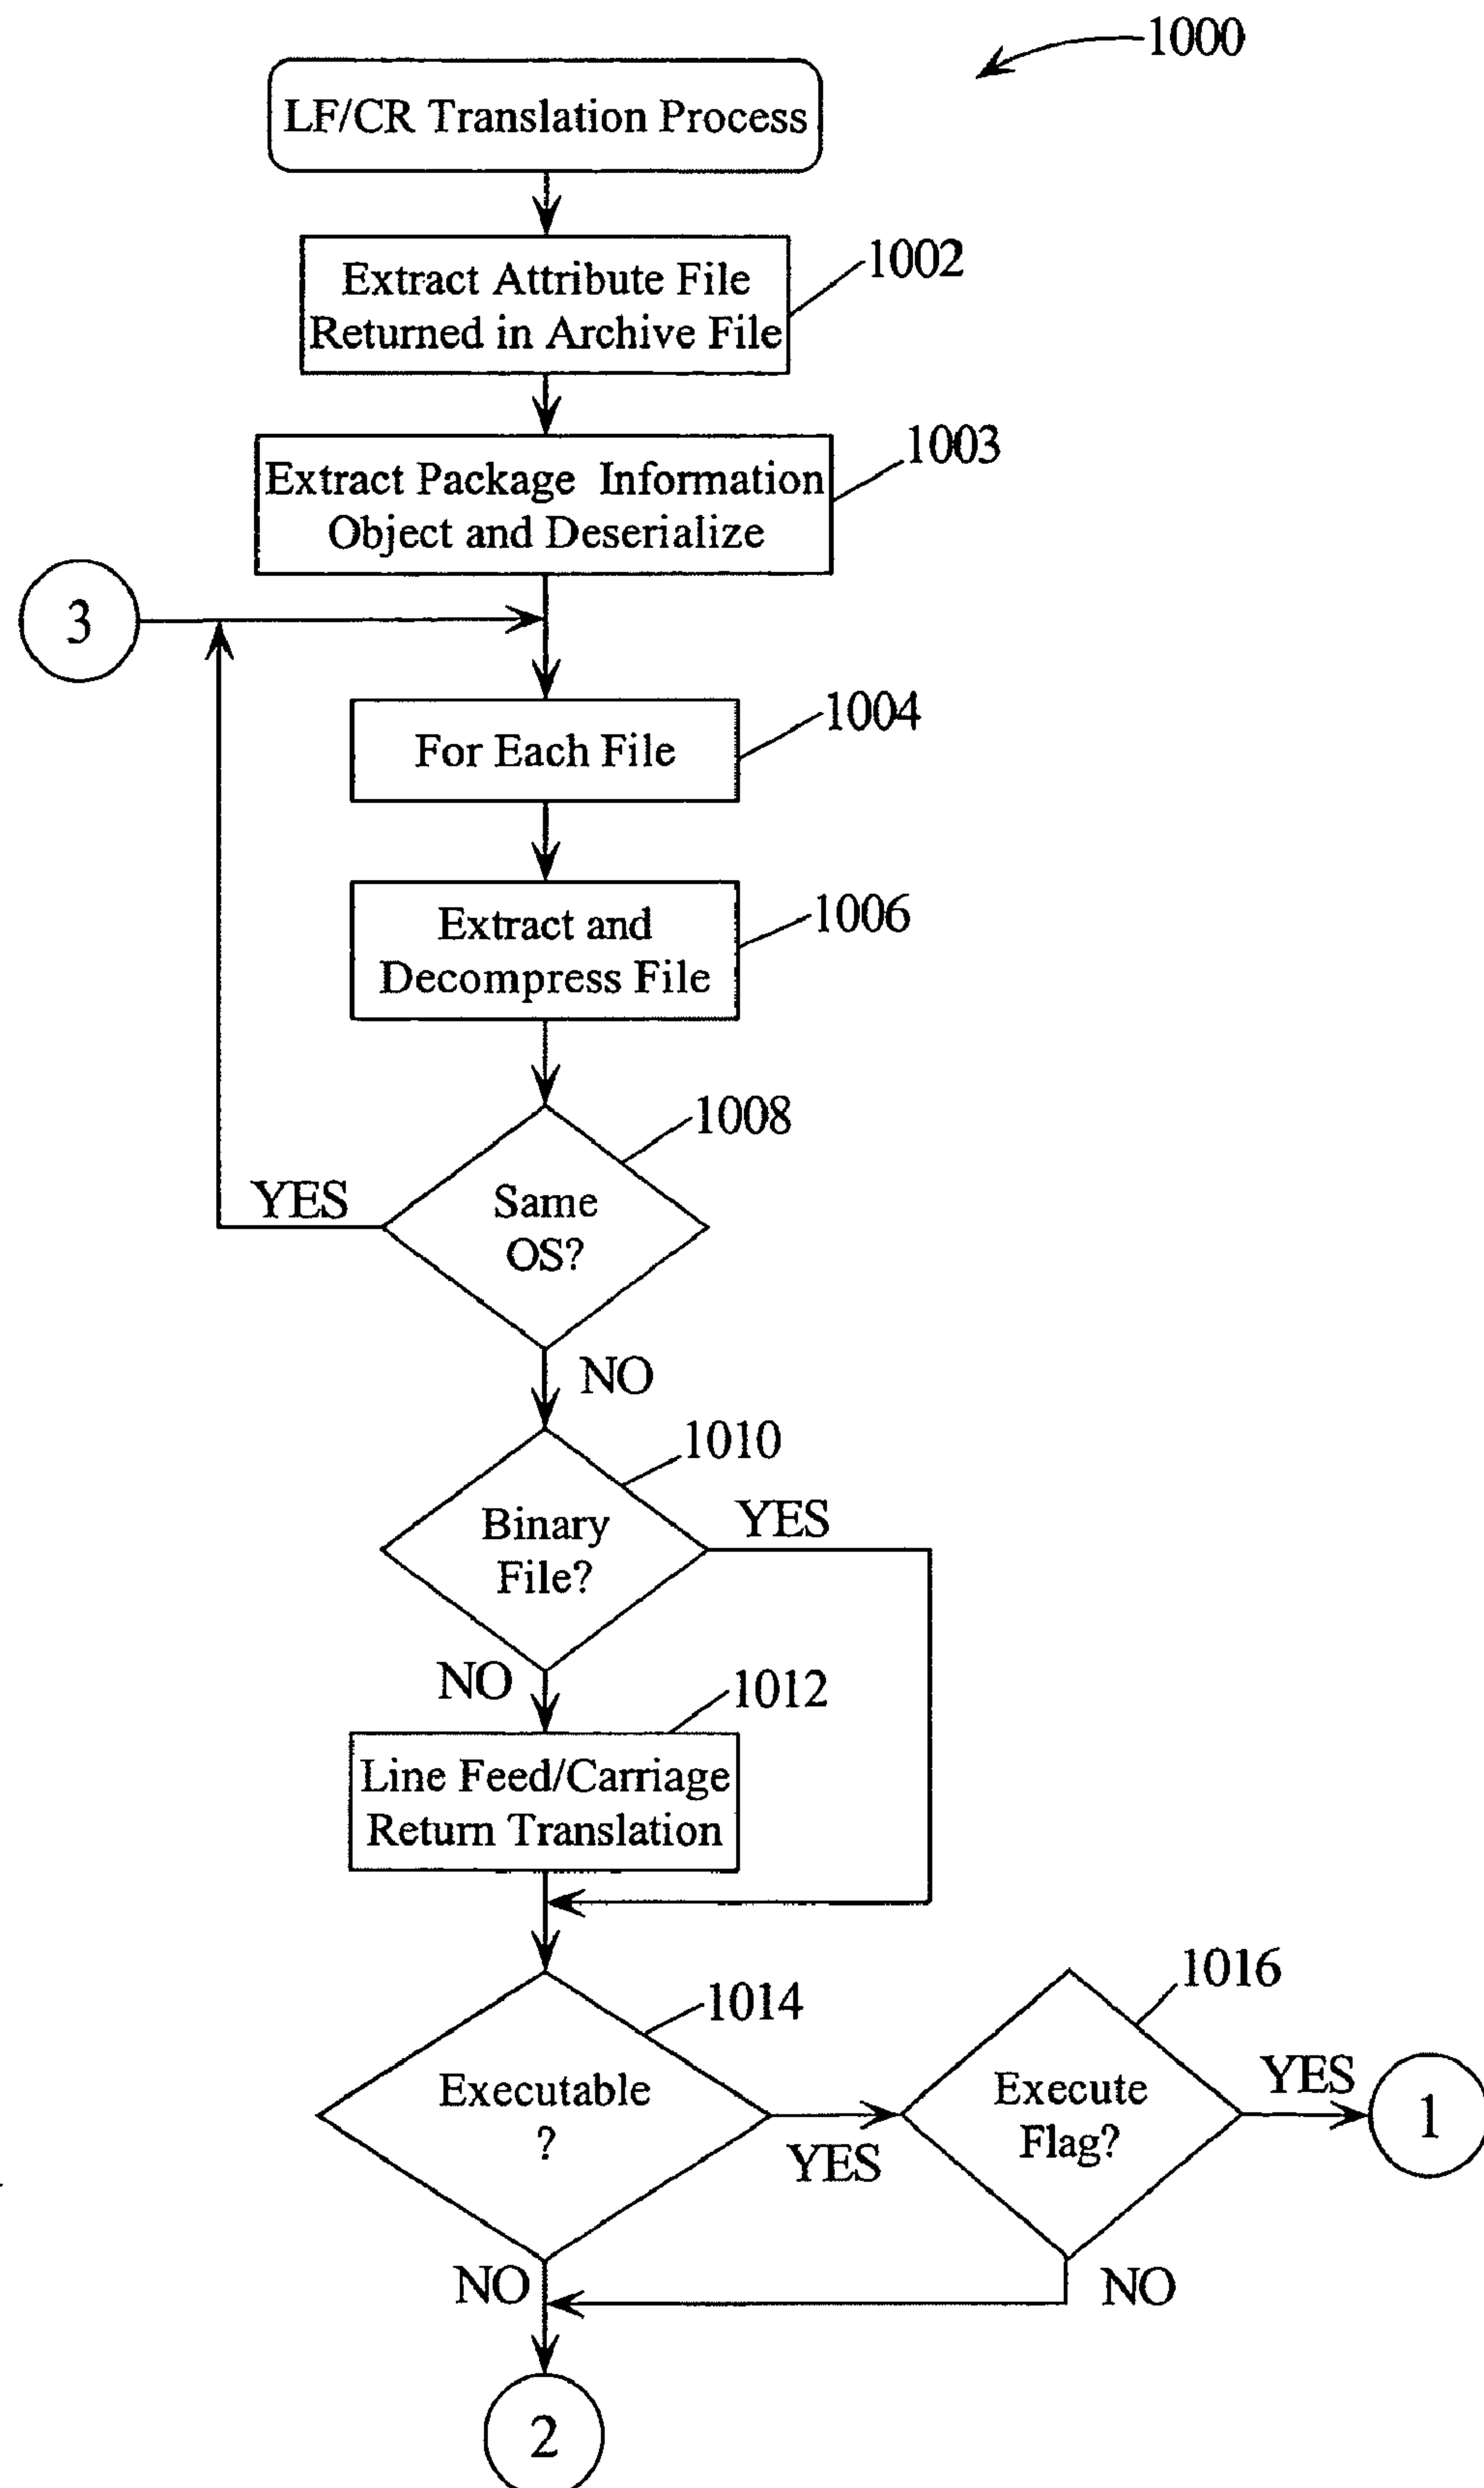 1000
LF/CR Translation Process
1002
Extract Attribute File
Returned in Archive File
1003
Extract Package Information
Object and Deserialize
3
1004
For Each File
1006
Extract and
Decompress File
1008
Same
OS?
YES
NO
1010
Binary
File?
YES
NO
1012
Line Feed/Carriage
Return Translation
1014
Executable
?
YES
1016
Execute
Flag?
YES
1
NO
NO
2